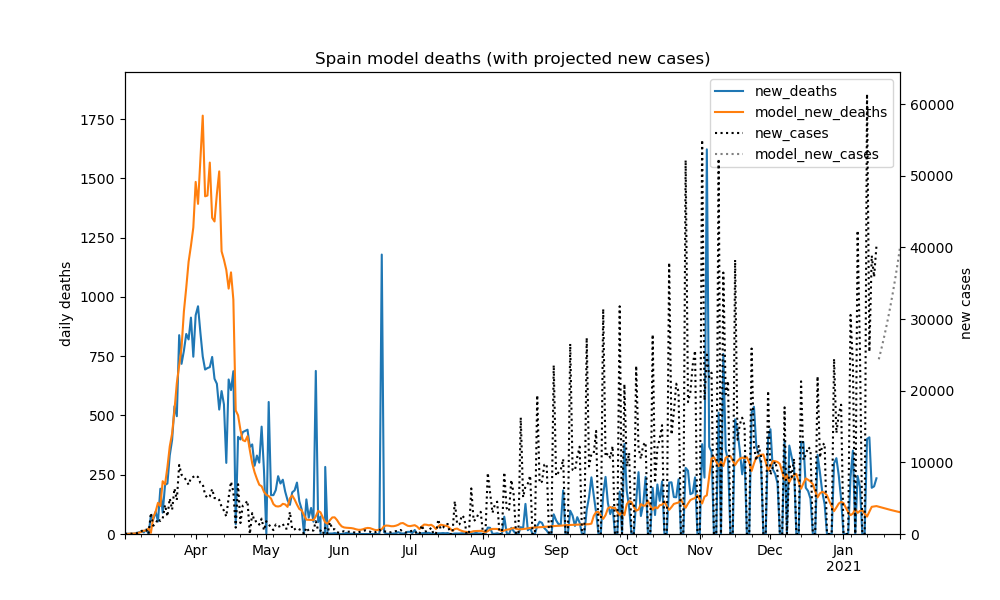 Spain model deaths (with projected new cases)
new_deaths
model_new_deaths
new_cases
model_new_cases
1750
1500
1250
1000
750
500
250
0
daily deaths
60000
50000
40000
30000
20000
10000
0
new cases
Apr May Jun Jul Aug Sep Oct Nov Dec Jan
2021